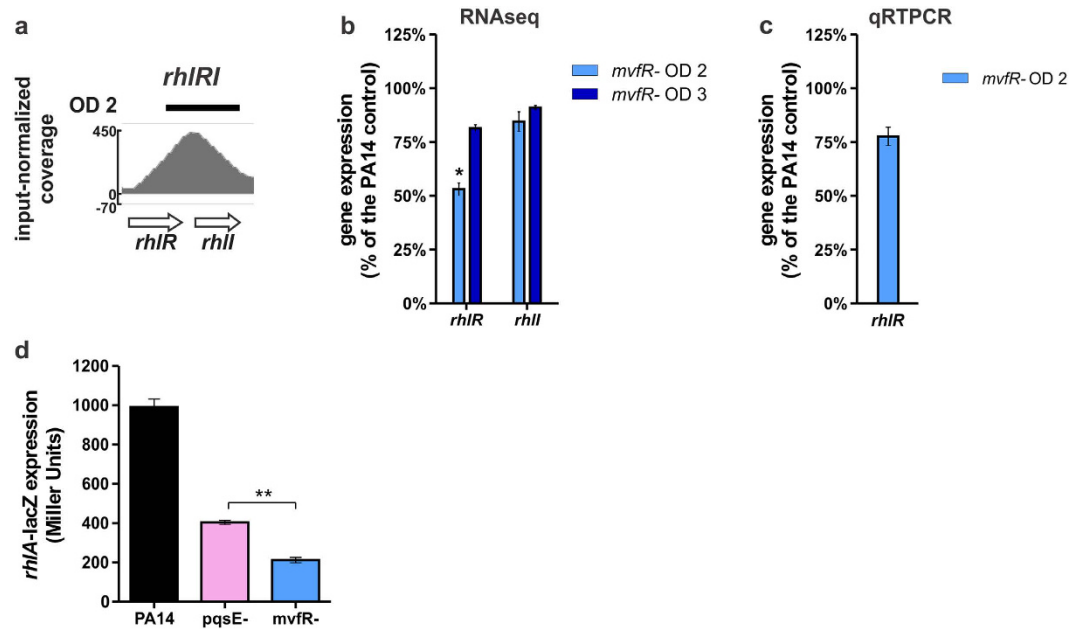 a
rhlRI
OD 2
input-normalized
coverage
450
0
-70
rhlR
rhlI
b
RNAseq
gene expression
(% of the PA14 control)
125%
100%
75%
50%
25%
0%
rhlR
rhlI
*
mvfR- OD 2
mvfR- OD 3
c
qRTPCR
gene expression
(% of the PA14 control)
125%
100%
75%
50%
25%
0%
rhlR
mvfR- OD 2
d
rhlA-lacZ expression
(Miller Units)
1200
1000
800
600
400
200
0
**
PA14
pqsE-
mvfR-